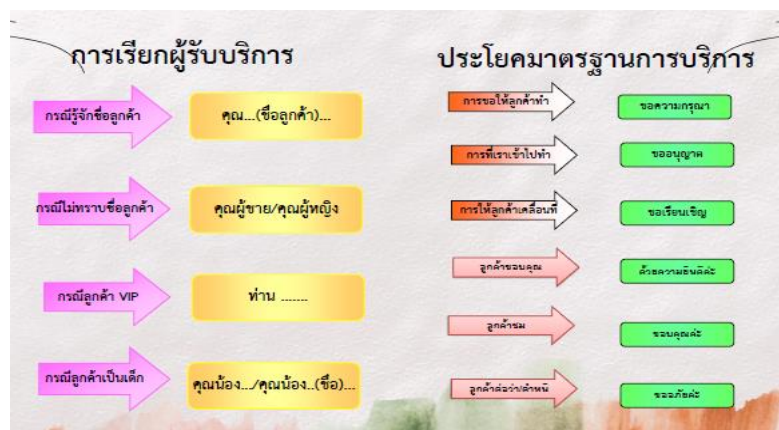 การเรียกผู้รับบริการ
กรณีรู้จักชื่อลูกค้า
คุณ...(ชื่อลูกค้า)...
กรณีไม่ทราบชื่อลูกค้า
คุณผู้ชาย/คุณผู้หญิง
กรณีลูกค้า VIP
ท่าน .......
กรณีลูกค้าเป็นเด็ก
คุณน้อง.../คุณน้อง..(ชื่อ)...
ประโยคมาตรฐานการบริการ
การขอให้ลูกค้าทำ
ขอความกรุณา
การที่เราเข้าไปทำ
ขออนุญาต
การให้ลูกค้าเคลื่อนที่
ขอเรียนเชิญ
ลูกค้าขอบคุณ
ด้วยความยินดีค่ะ
ลูกค้าชม
ขอบคุณค่ะ
ลูกค้าต่อว่า/ตำหนิ
ขออภัยค่ะ